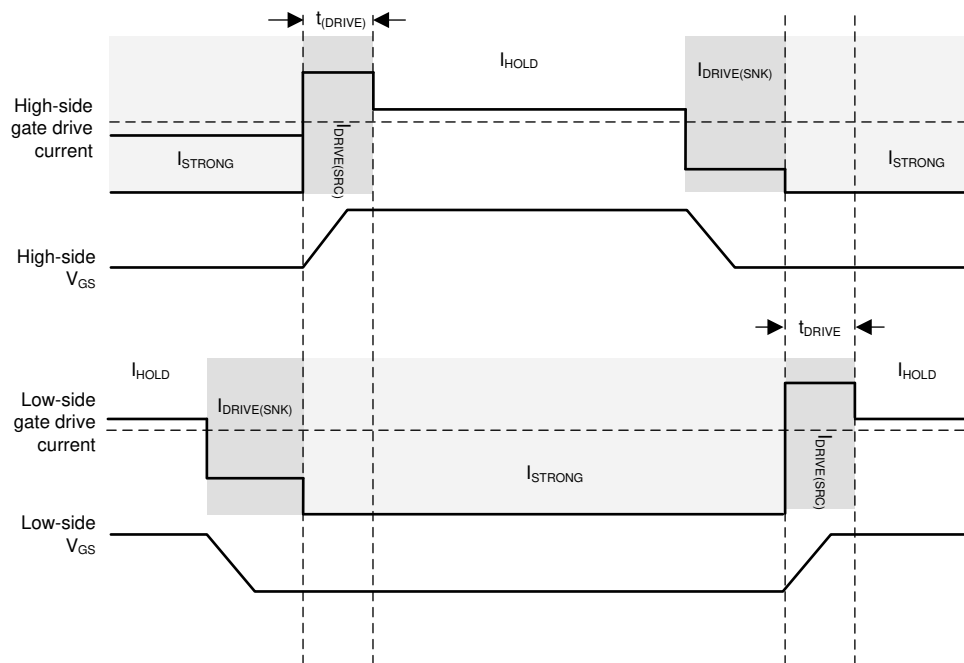 t(DRIVE)
IHOLD
IDRIVE(SNK)
High-side
gate drive
current
IDRIVE(SRC)
ISTRONG
ISTRONG
High-side
VGS
tDRIVE
IHOLD
IHOLD
IDRIVE(SNK)
Low-side
gate drive
current
IDRIVE(SRC)
ISTRONG
Low-side
VGS